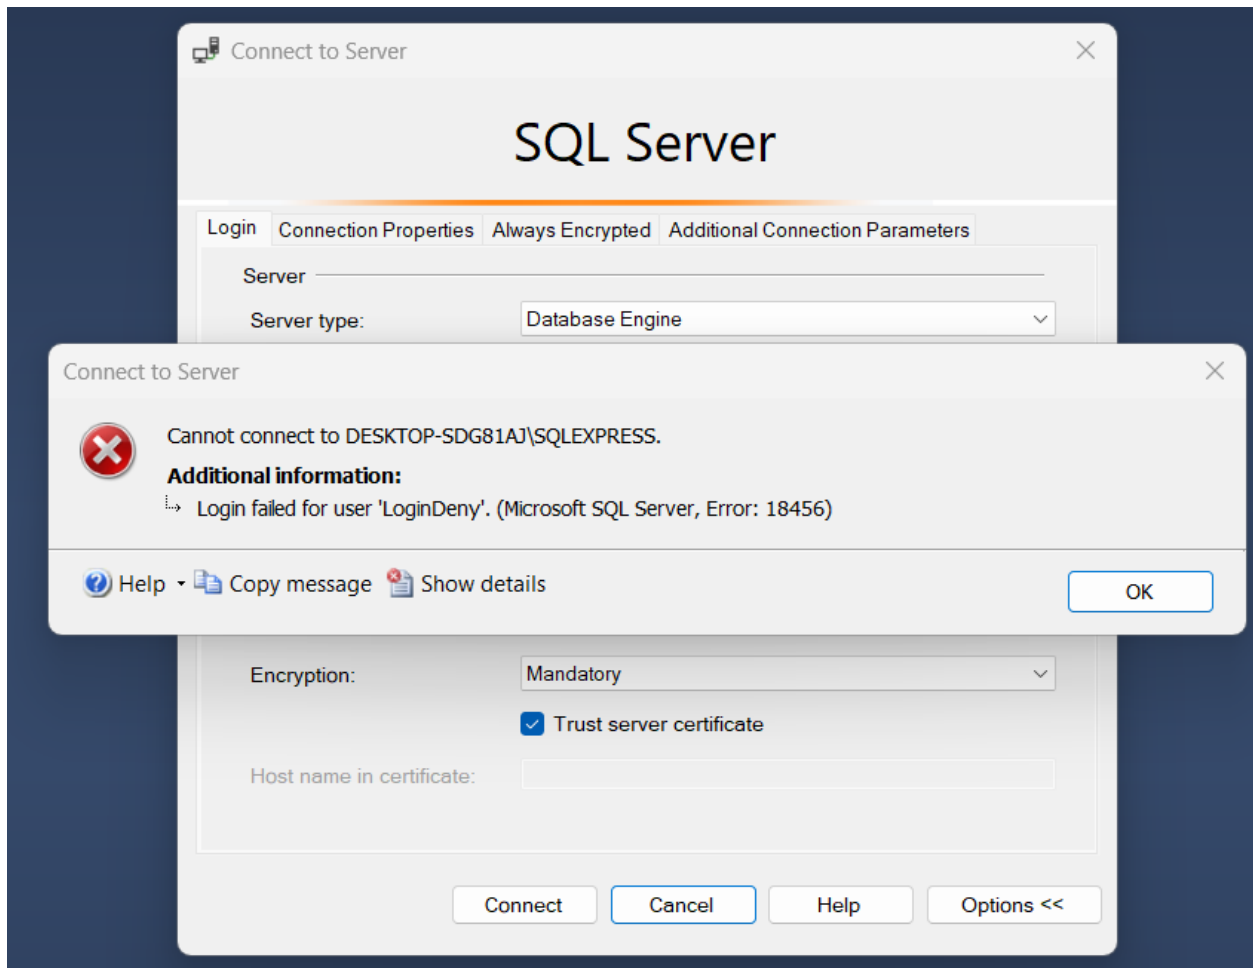 Connect to Server
SQL Server
Login Connection Properties Always Encrypted Additional Connection Parameters
Server
Server type: Database Engine
Connect to Server
Cannot connect to DESKTOP-SDG81AJ\SQLEXPRESS.
Additional information:
Login failed for user 'LoginDeny'. (Microsoft SQL Server, Error: 18456)
Help Copy message Show details OK
Encryption: Mandatory
Trust server certificate
Host name in certificate:
Connect Cancel Help Options <<